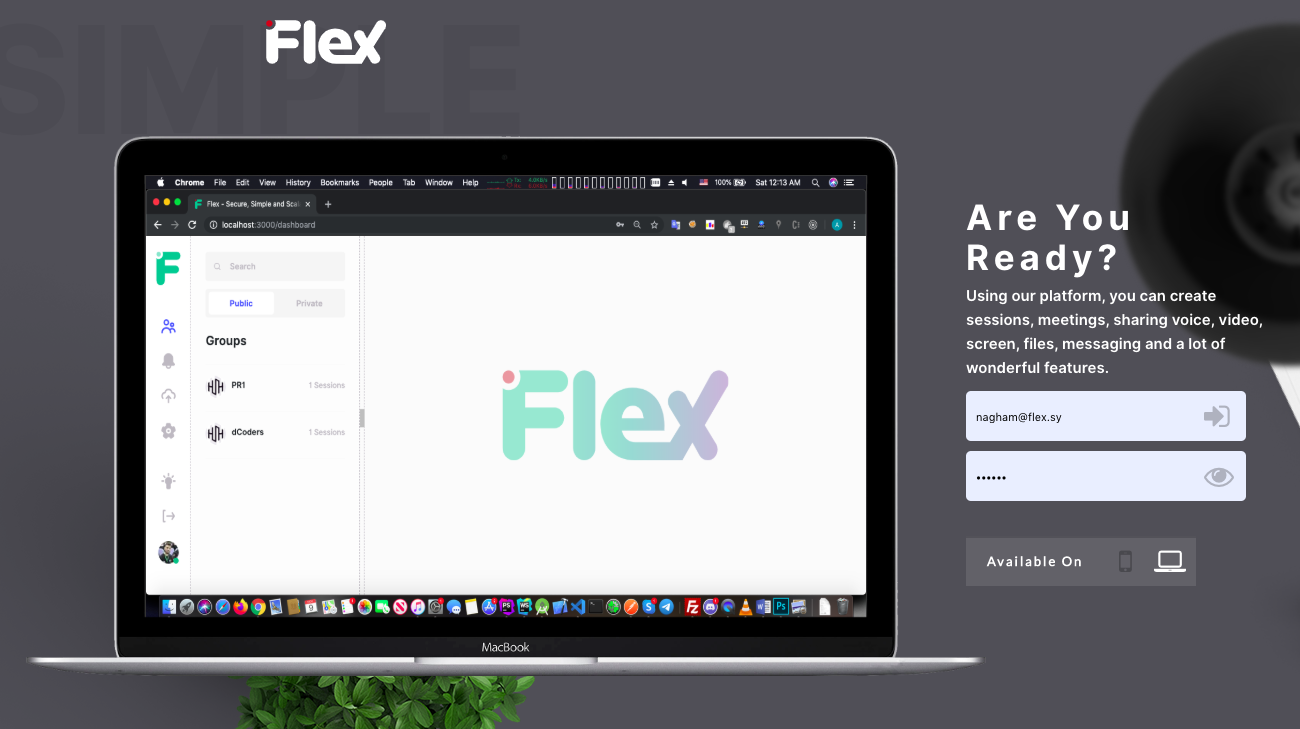 SIMPLE
Flex
Chrome File Edit View History Bookmarks People Tab Window Help 100% Sat 12:13 AM
Flex - Secure, Simple and Scal
localhost:3000/dashboard
Search
Public Private
Groups
PR1 1 Sessions
dCoders 1 Sessions
Flex
MacBook
Are You
Ready?
Using our platform, you can create
sessions, meetings, sharing voice, video,
screen, files, messaging and a lot of
wonderful features.
nagham@flex.sy
••••••
Available On